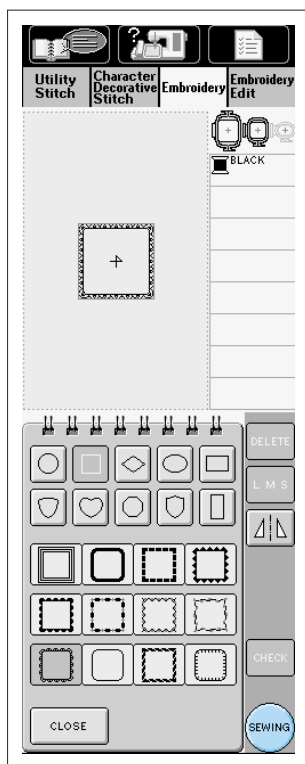 Utility
Stitch
Character
Decorative
Stitch
Embroidery
Embroidery
Edit
BLACK
DELETE
L M S
CHECK
CLOSE
SEWING